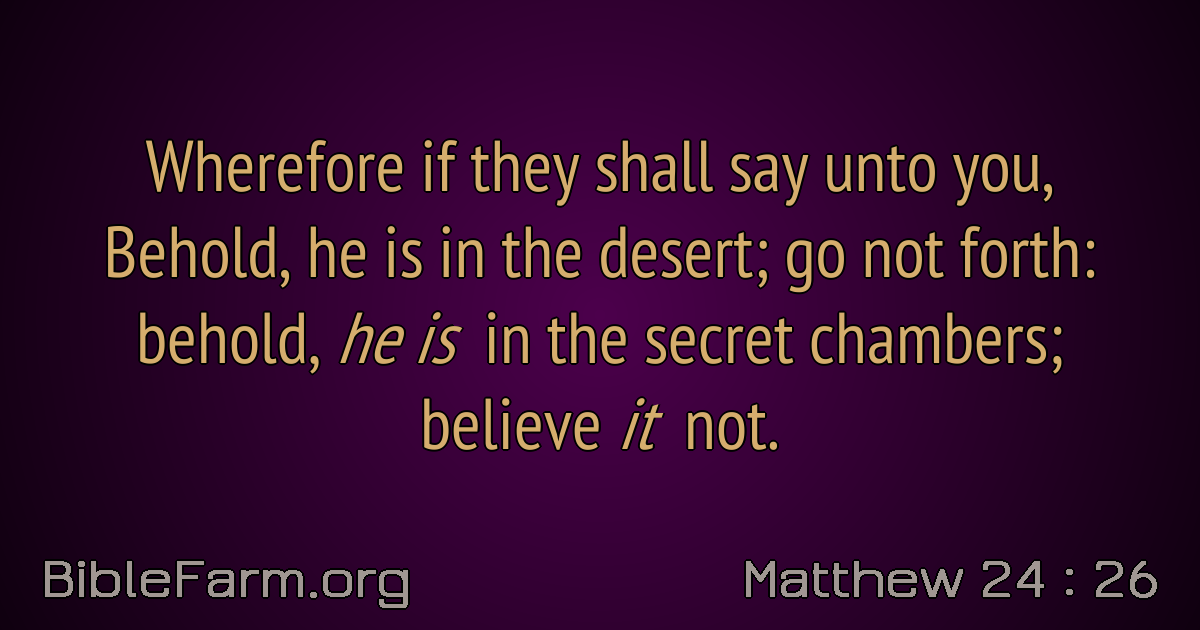 Wherefore if they shall say unto you,
Behold, he is in the desert; go not forth:
behold, he is in the secret chambers;
believe it not.
BibleFarm.org
Matthew 24 : 26